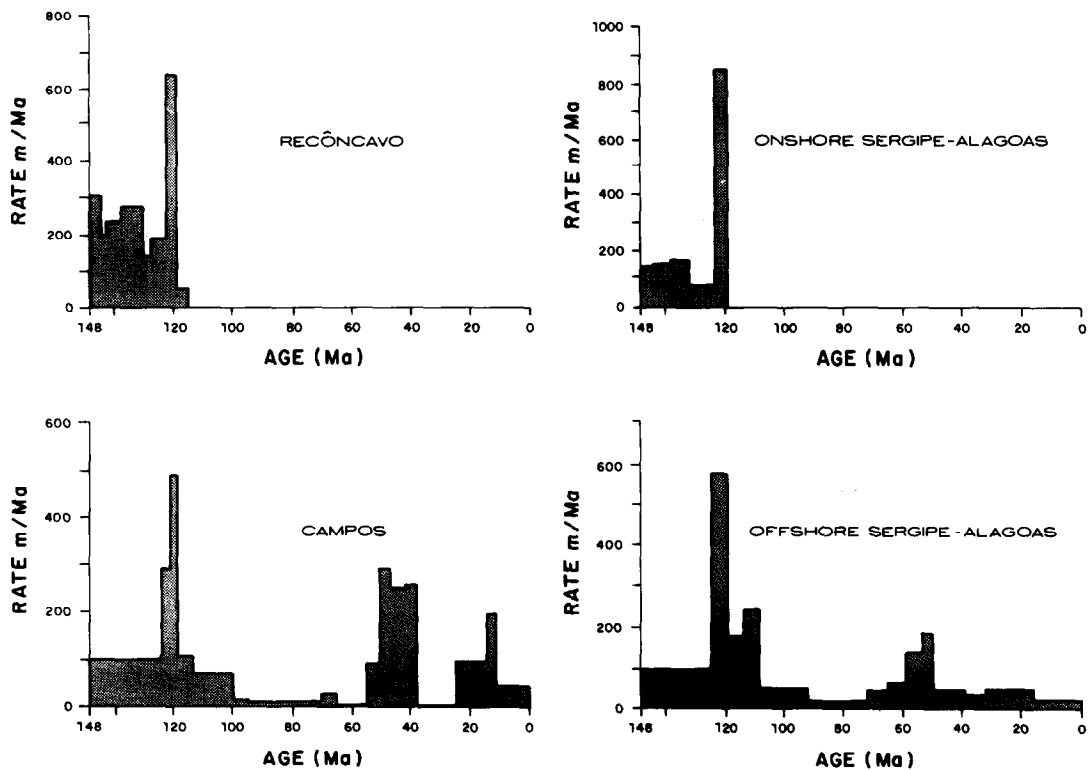 800
600
400
200
0
RATE m/Ma
RECÔNCAVO
148 120 100 80 60 40 20 0
AGE (Ma)
1000
800
600
400
200
0
RATE m/Ma
ONSHORE SERGIPE-ALAGOAS
148 120 100 80 60 40 20 0
AGE (Ma)
600
400
200
0
RATE m/Ma
CAMPOS
148 120 100 80 60 40 20 0
AGE (Ma)
600
400
200
0
RATE m/Ma
OFFSHORE SERGIPE-ALAGOAS
148 120 100 80 60 40 20 0
AGE (Ma)